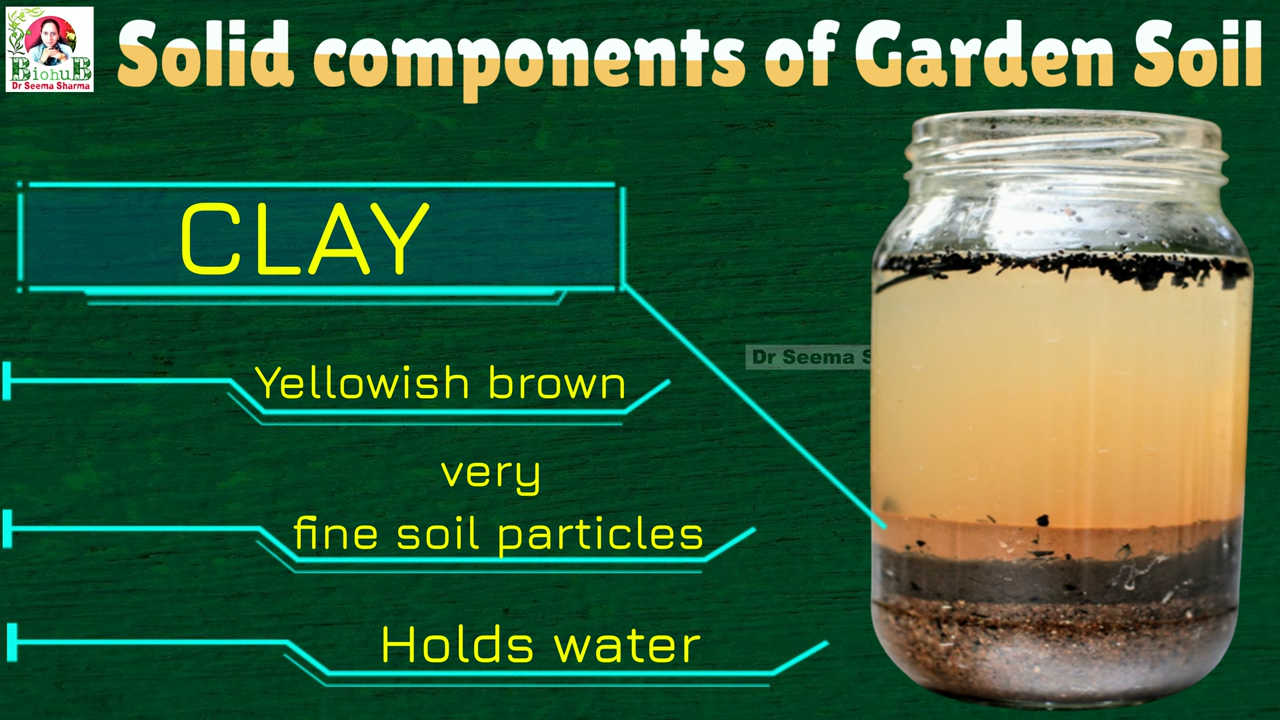 BiohuB
Dr Seema Sharma
Solid components of Garden Soil
CLAY
Yellowish brown
very
fine soil particles
Holds water
Dr Seema S